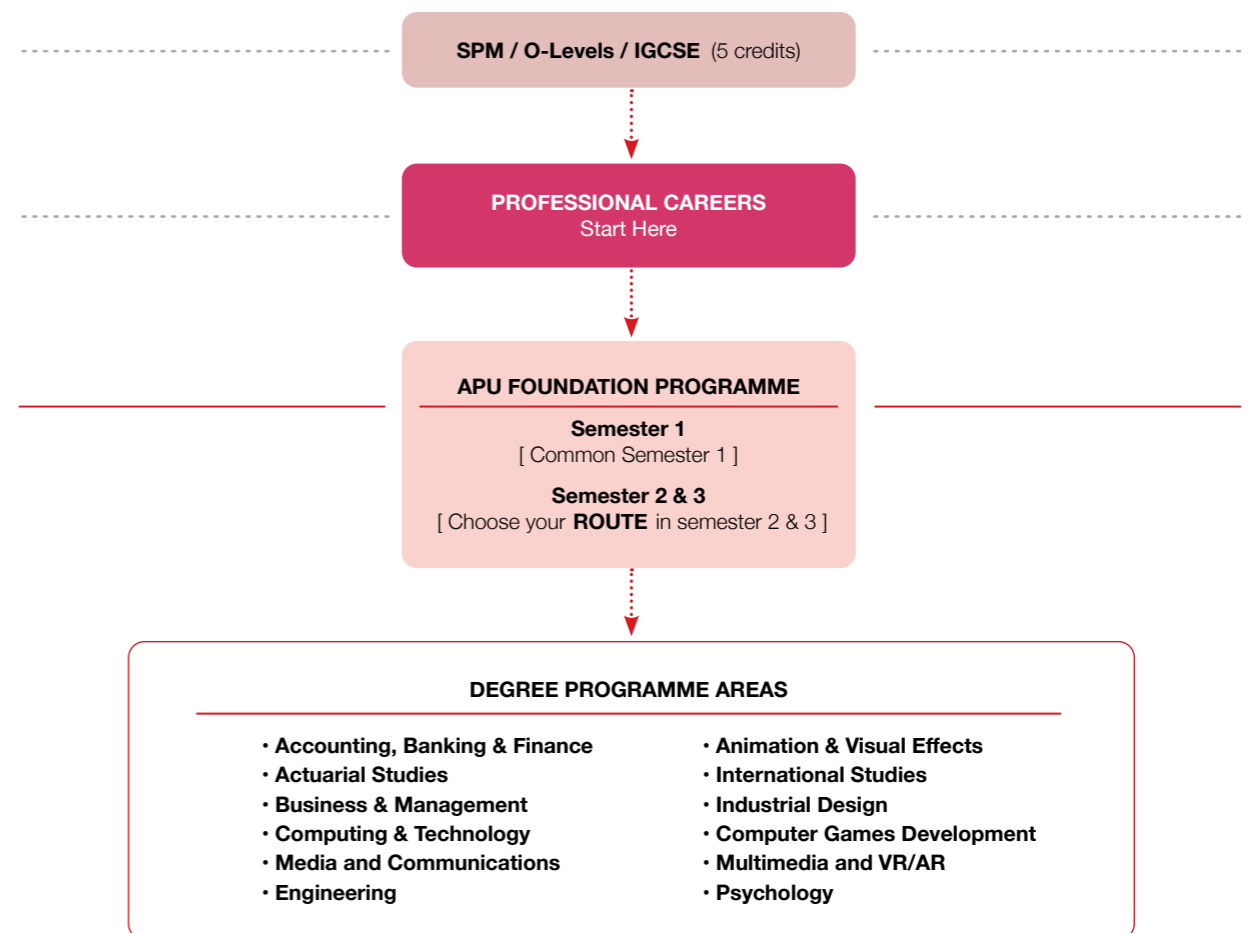 SPM / O-Levels / IGCSE (5 credits)
PROFESSIONAL CAREERS
Start Here
APU FOUNDATION PROGRAMME
Semester 1
[ Common Semester 1 ]
Semester 2 & 3
[ Choose your ROUTE in semester 2 & 3 ]
DEGREE PROGRAMME AREAS
• Accounting, Banking & Finance
• Actuarial Studies
• Business & Management
• Computing & Technology
• Media and Communications
• Engineering
• Animation & Visual Effects
• International Studies
• Industrial Design
• Computer Games Development
• Multimedia and VR/AR
• Psychology